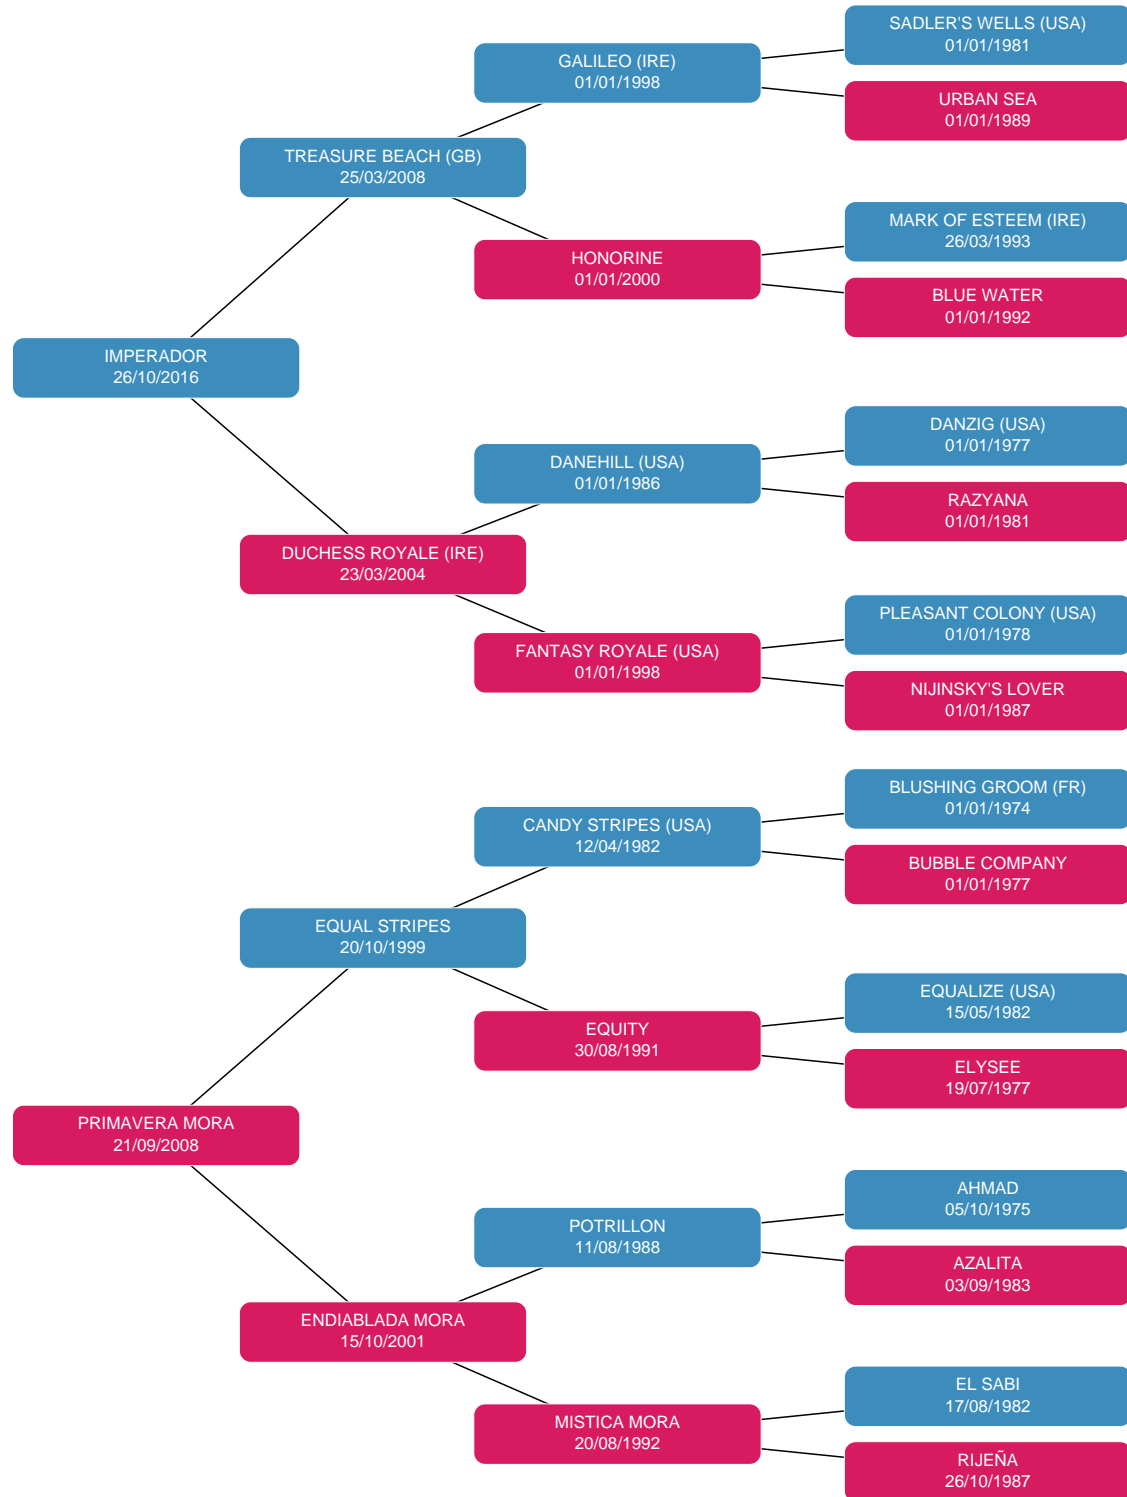 SADLER'S WELLS (USA)
01/01/1981
GALILEO (IRE)
01/01/1998
URBAN SEA
01/01/1989
TREASURE BEACH (GB)
25/03/2008
MARK OF ESTEEM (IRE)
26/03/1993
HONORINE
01/01/2000
BLUE WATER
01/01/1992
IMPERADOR
26/10/2016
DANZIG (USA)
01/01/1977
DANEHILL (USA)
01/01/1986
RAZYANA
01/01/1981
DUCHESS ROYALE (IRE)
23/03/2004
PLEASANT COLONY (USA)
01/01/1978
FANTASY ROYALE (USA)
01/01/1998
NIJINSKY'S LOVER
01/01/1987
BLUSHING GROOM (FR)
01/01/1974
CANDY STRIPES (USA)
12/04/1982
BUBBLE COMPANY
01/01/1977
EQUAL STRIPES
20/10/1999
EQUALIZE (USA)
15/05/1982
EQUITY
30/08/1991
ELYSEE
19/07/1977
PRIMAVERA MORA
21/09/2008
AHMAD
05/10/1975
POTRILLON
11/08/1988
AZALITA
03/09/1983
ENDIABLADA MORA
15/10/2001
EL SABI
17/08/1982
MISTICA MORA
20/08/1992
RIJEÑA
26/10/1987